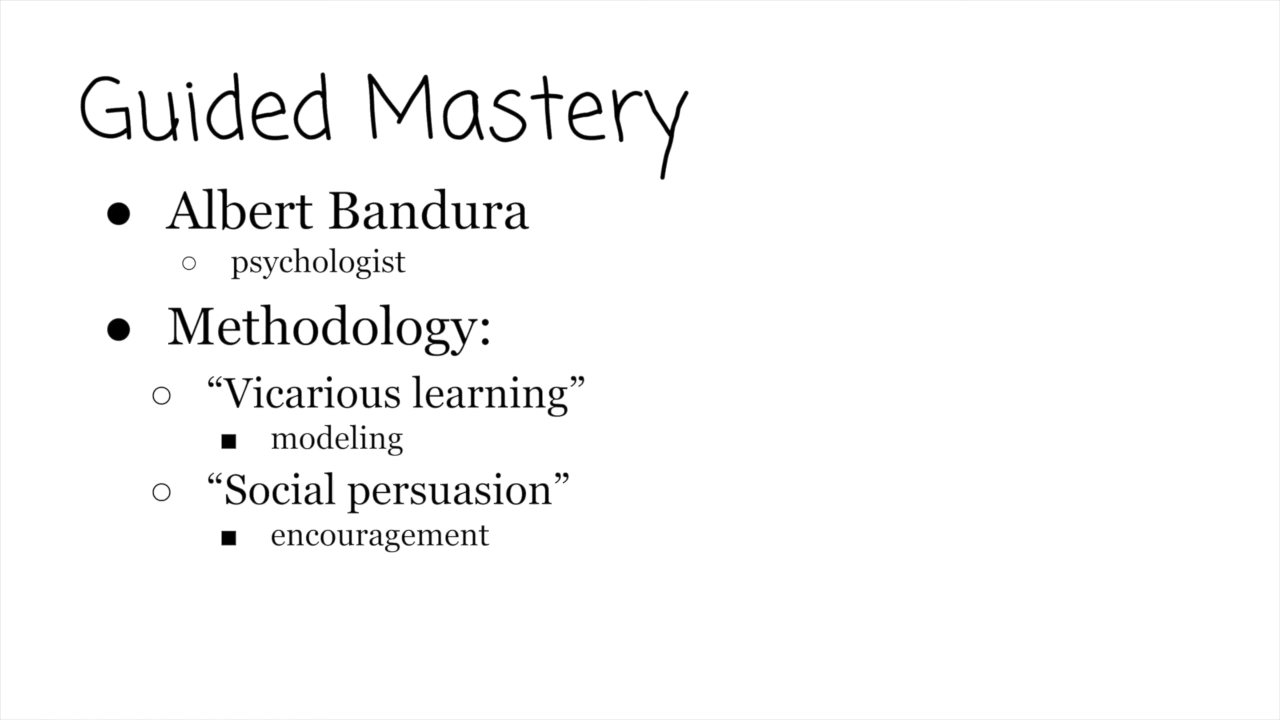 Guided Mastery
● Albert Bandura
○ psychologist
● Methodology:
○ “Vicarious learning”
■ modeling
○ “Social persuasion”
■ encouragement